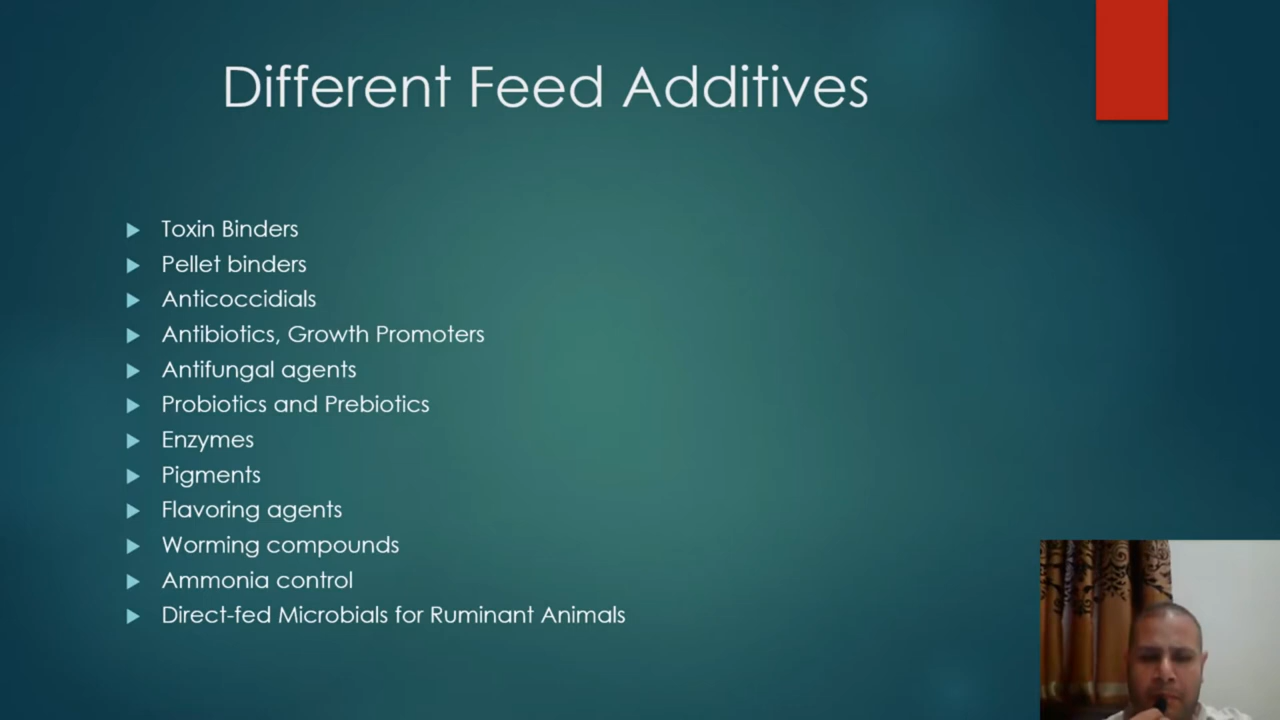 Different Feed Additives
Toxin Binders
Pellet binders
Anticoccidials
Antibiotics, Growth Promoters
Antifungal agents
Probiotics and Prebiotics
Enzymes
Pigments
Flavoring agents
Worming compounds
Ammonia control
Direct-fed Microbials for Ruminant Animals